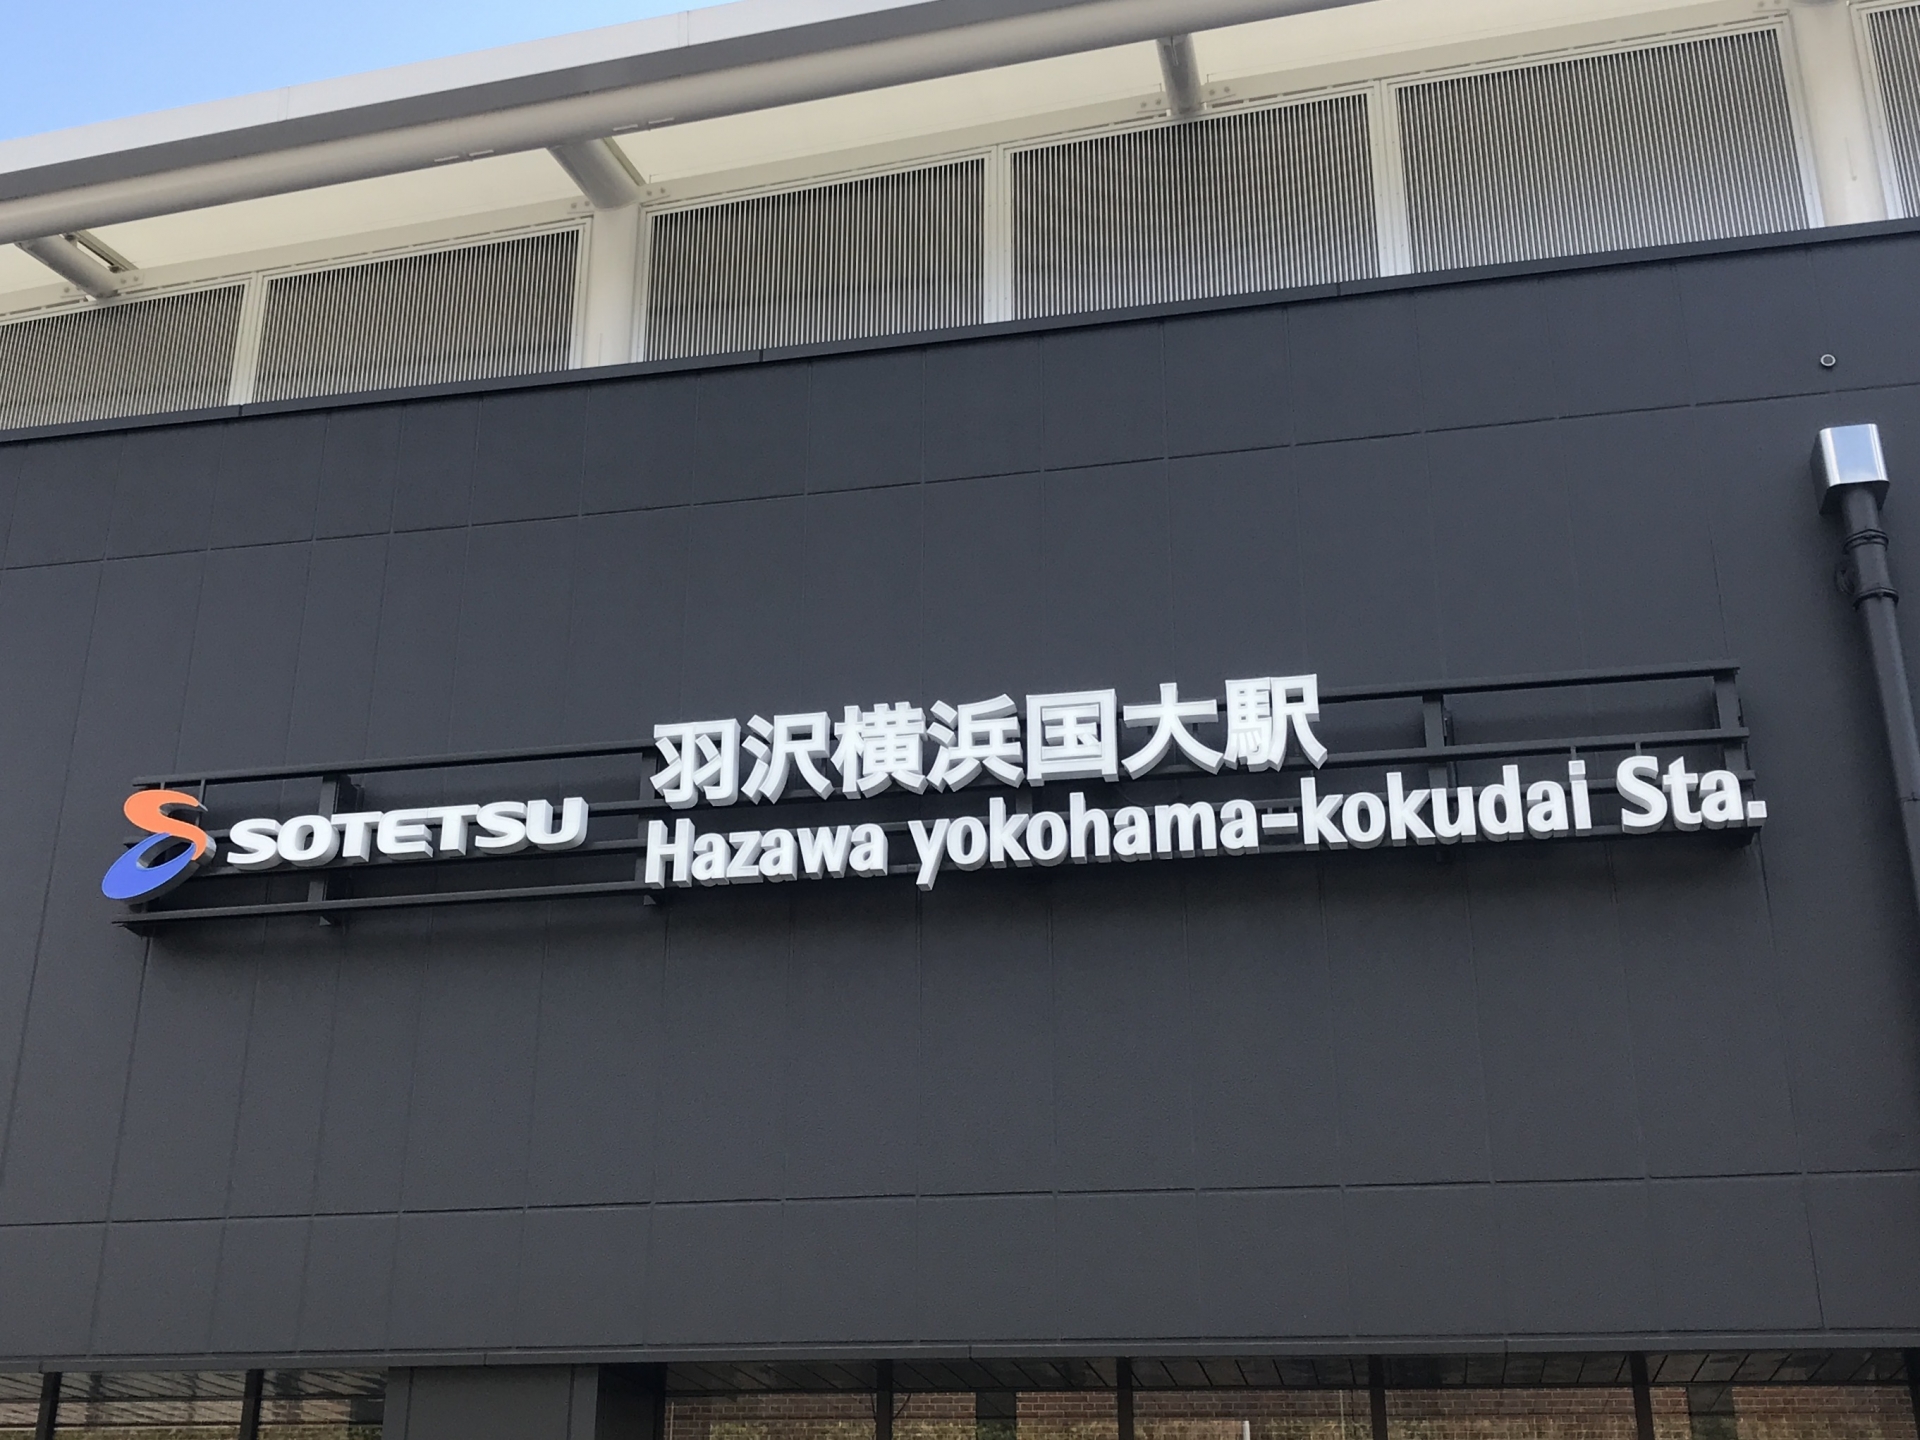 SOTETSU
羽沢横浜国大駅
Hazawa yokohama-kokudai Sta.